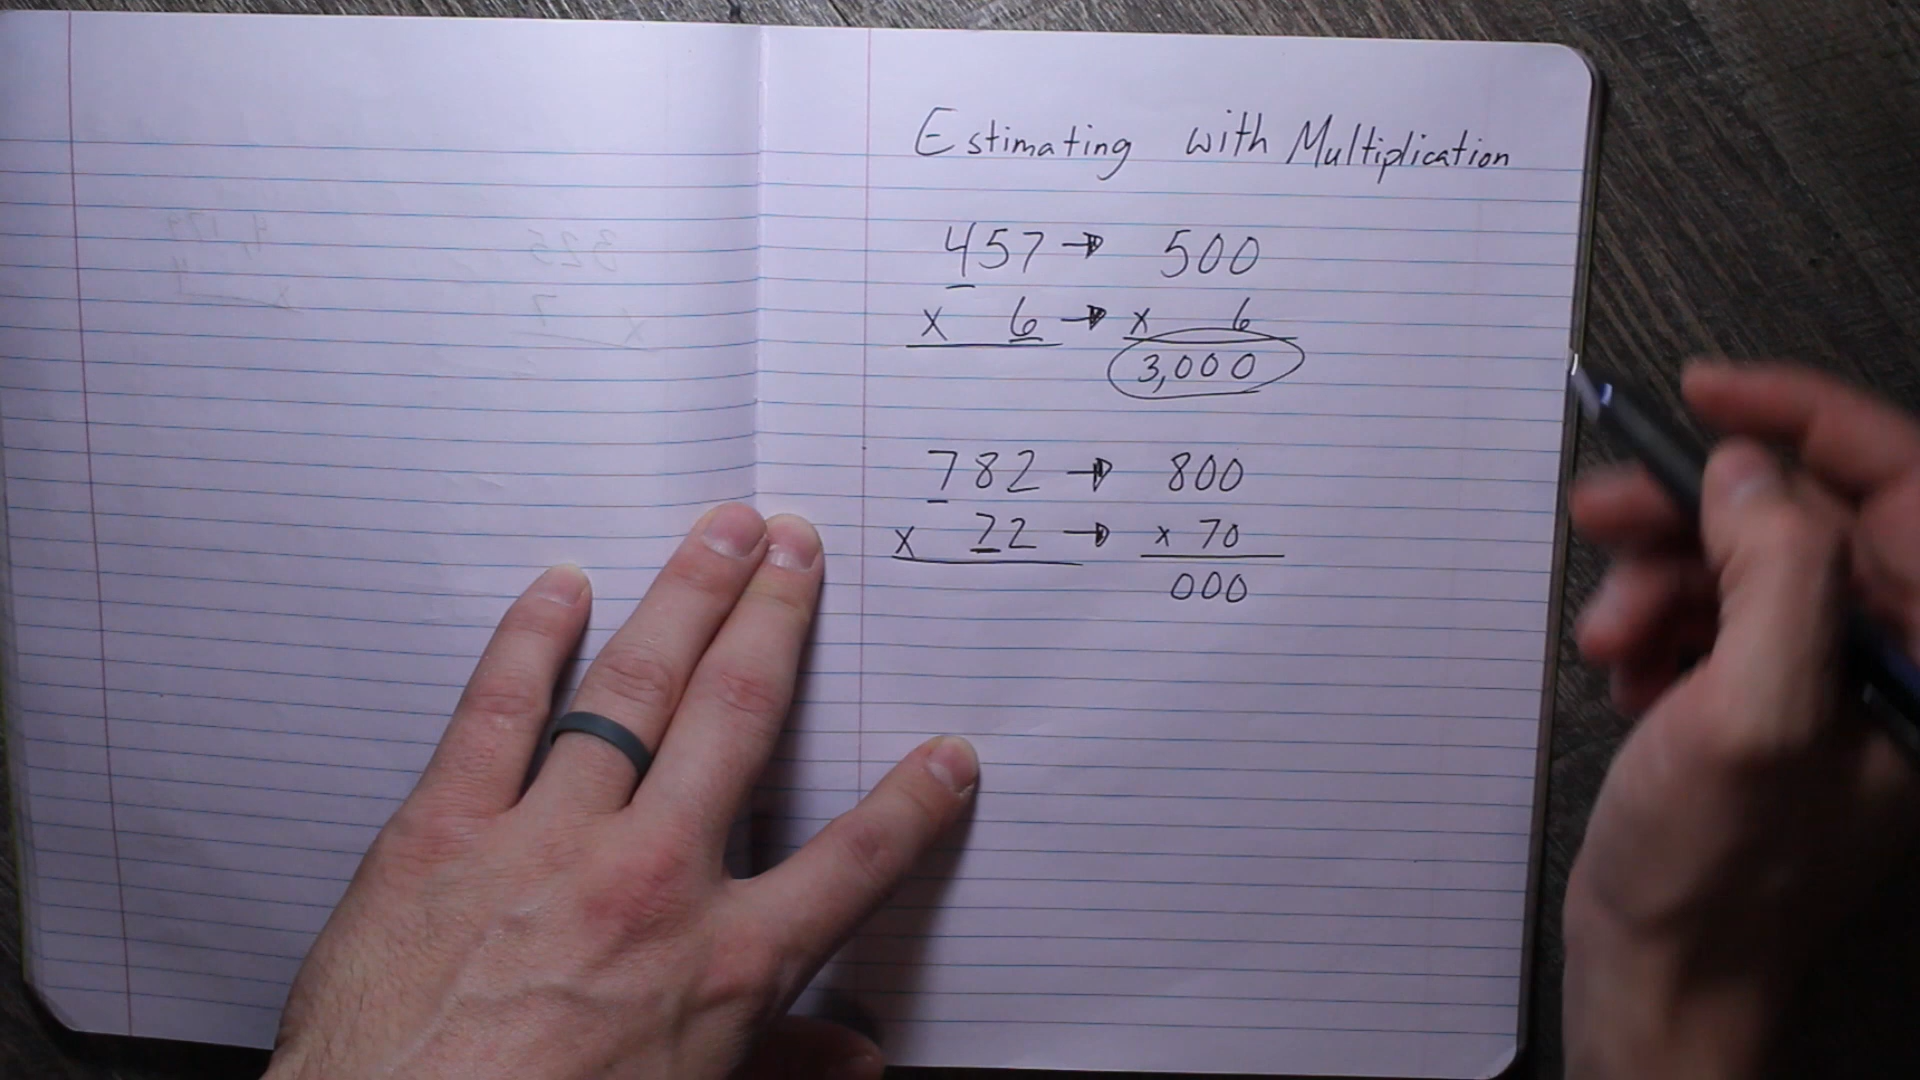 Estimating with Multiplication
457 → 500
x 6 → x 6
3,000
782 → 800
x 72 → x 70
000